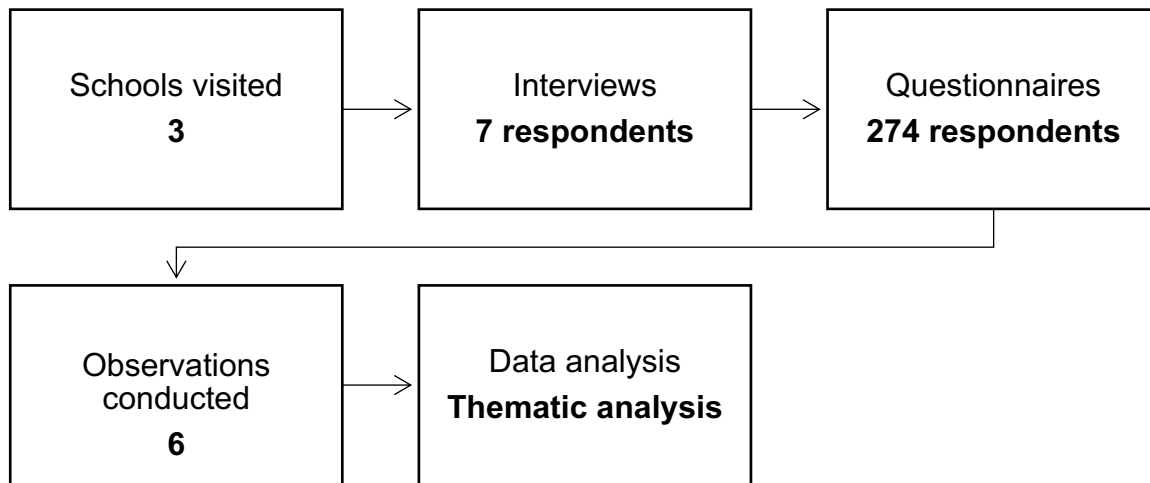 Schools visited
3
Interviews
7 respondents
Questionnaires
274 respondents
Observations
conducted
6
Data analysis
Thematic analysis